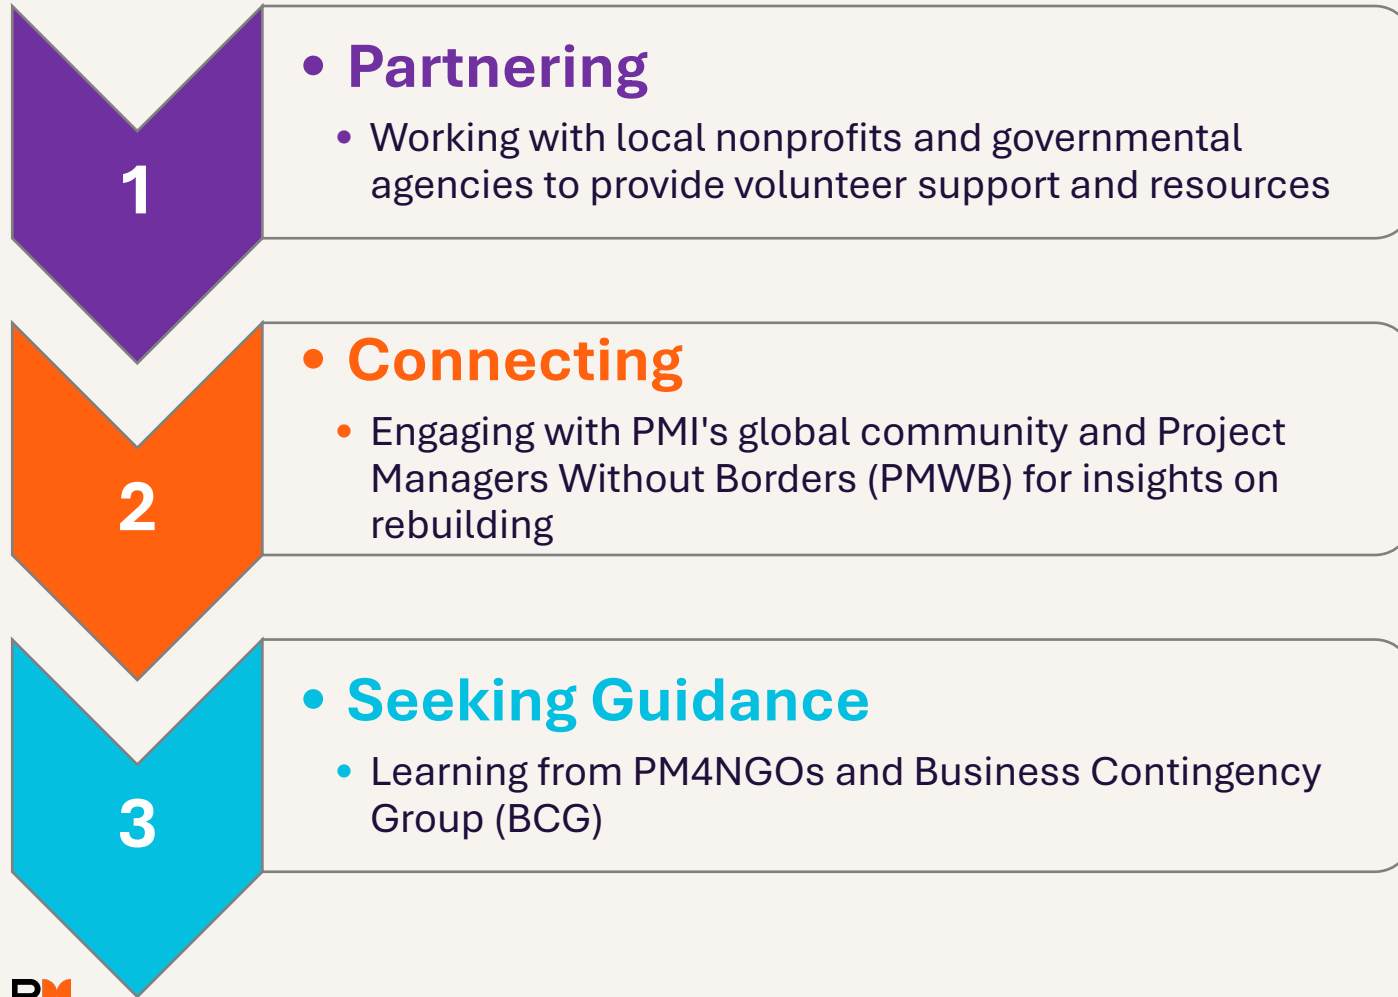 1
• Partnering
• Working with local nonprofits and governmental
agencies to provide volunteer support and resources
2
• Connecting
• Engaging with PMI's global community and Project
Managers Without Borders (PMWB) for insights on
rebuilding
3
• Seeking Guidance
• Learning from PM4NGOs and Business Contingency
Group (BCG)